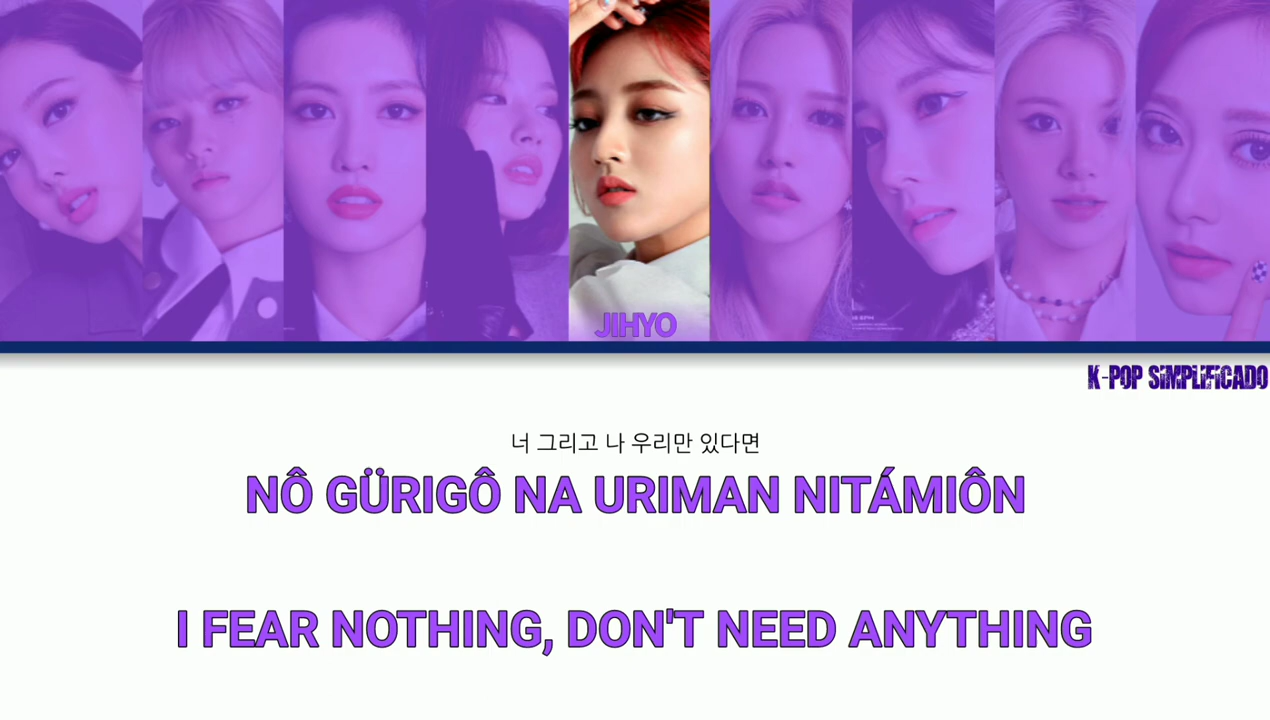 JIHYO
K-POP SIMPLIFICADO
너 그리고 나 우리만 있다면
NÔ GÜRIGÔ NA URIMAN NITÁMIÔN
I FEAR NOTHING, DON'T NEED ANYTHING